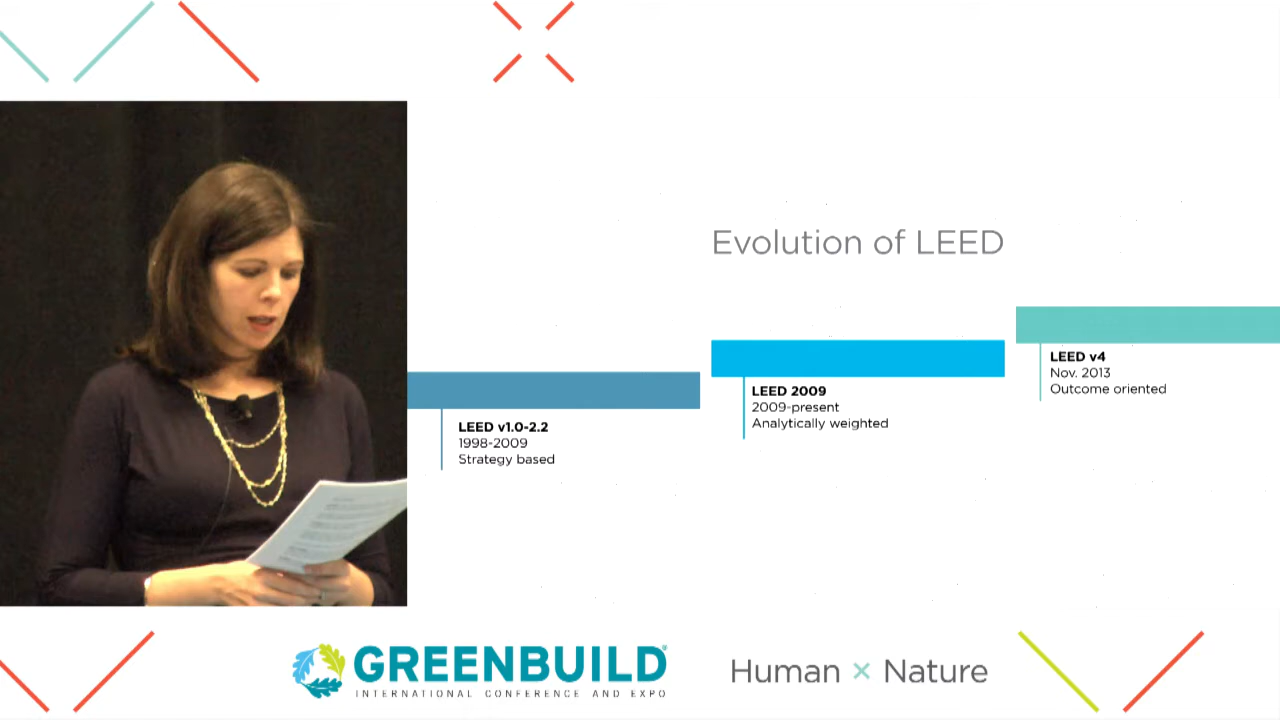 Evolution of LEED
LEED v1.0-2.2
1998-2009
Strategy based
LEED 2009
2009-present
Analytically weighted
LEED v4
Nov. 2013
Outcome oriented
GREENBUILD®
INTERNATIONAL CONFERENCE AND EXPO
Human × Nature